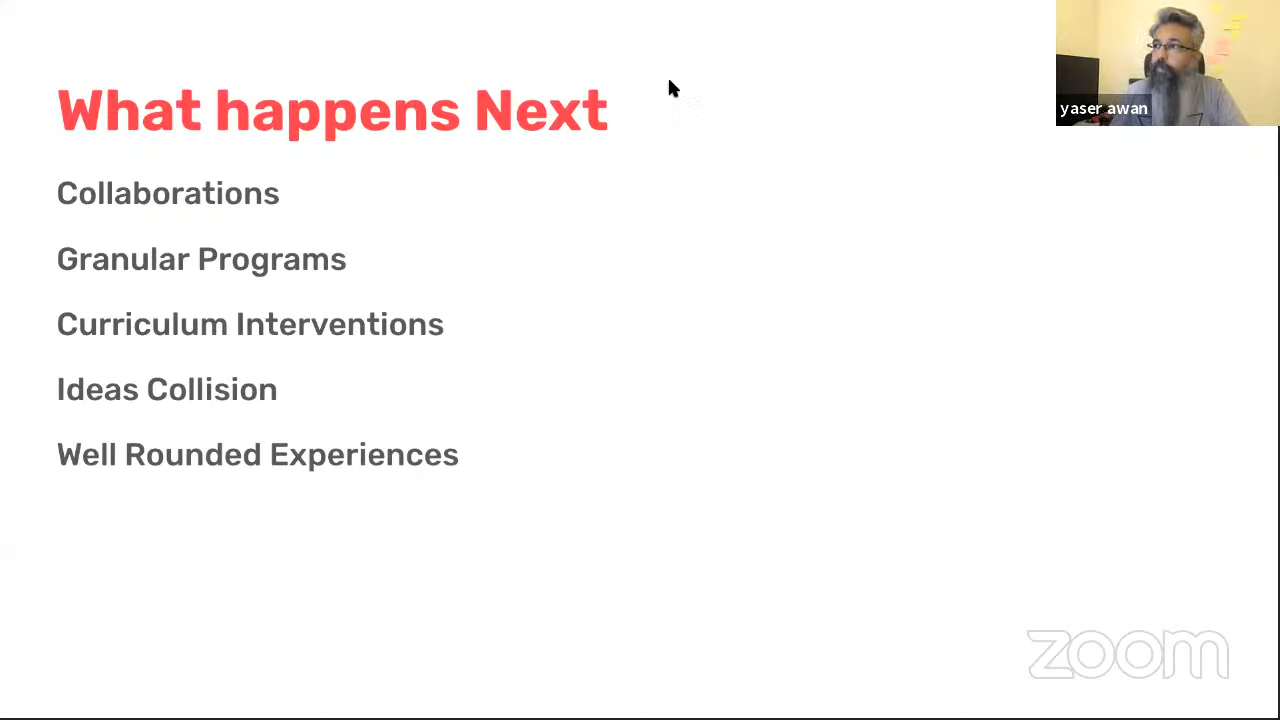 What happens Next
yaser awan
Collaborations
Granular Programs
Curriculum Interventions
Ideas Collision
Well Rounded Experiences
zoom